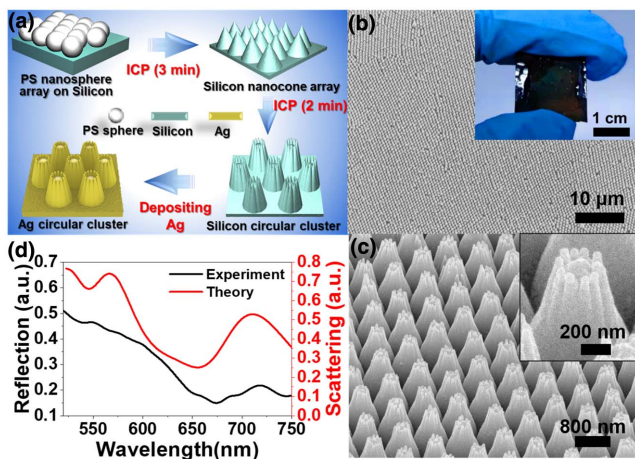 (a)
PS nanosphere
array on Silicon
ICP (3 min)
Silicon nanocone array
ICP (2 min)
PS sphere
Silicon
Ag
Depositing
Ag
Ag circular cluster
Silicon circular cluster
(b)
1 cm
10 µm
(c)
200 nm
800 nm
(d)
Reflection (a.u.)
0.7
0.6
0.5
0.4
0.3
0.2
0.1
Experiment
Theory
0.8
0.7
0.6
0.5
0.4
0.3
0.2
0.1
0.0
Scattering (a.u.)
550 600 650 700 750
Wavelength(nm)